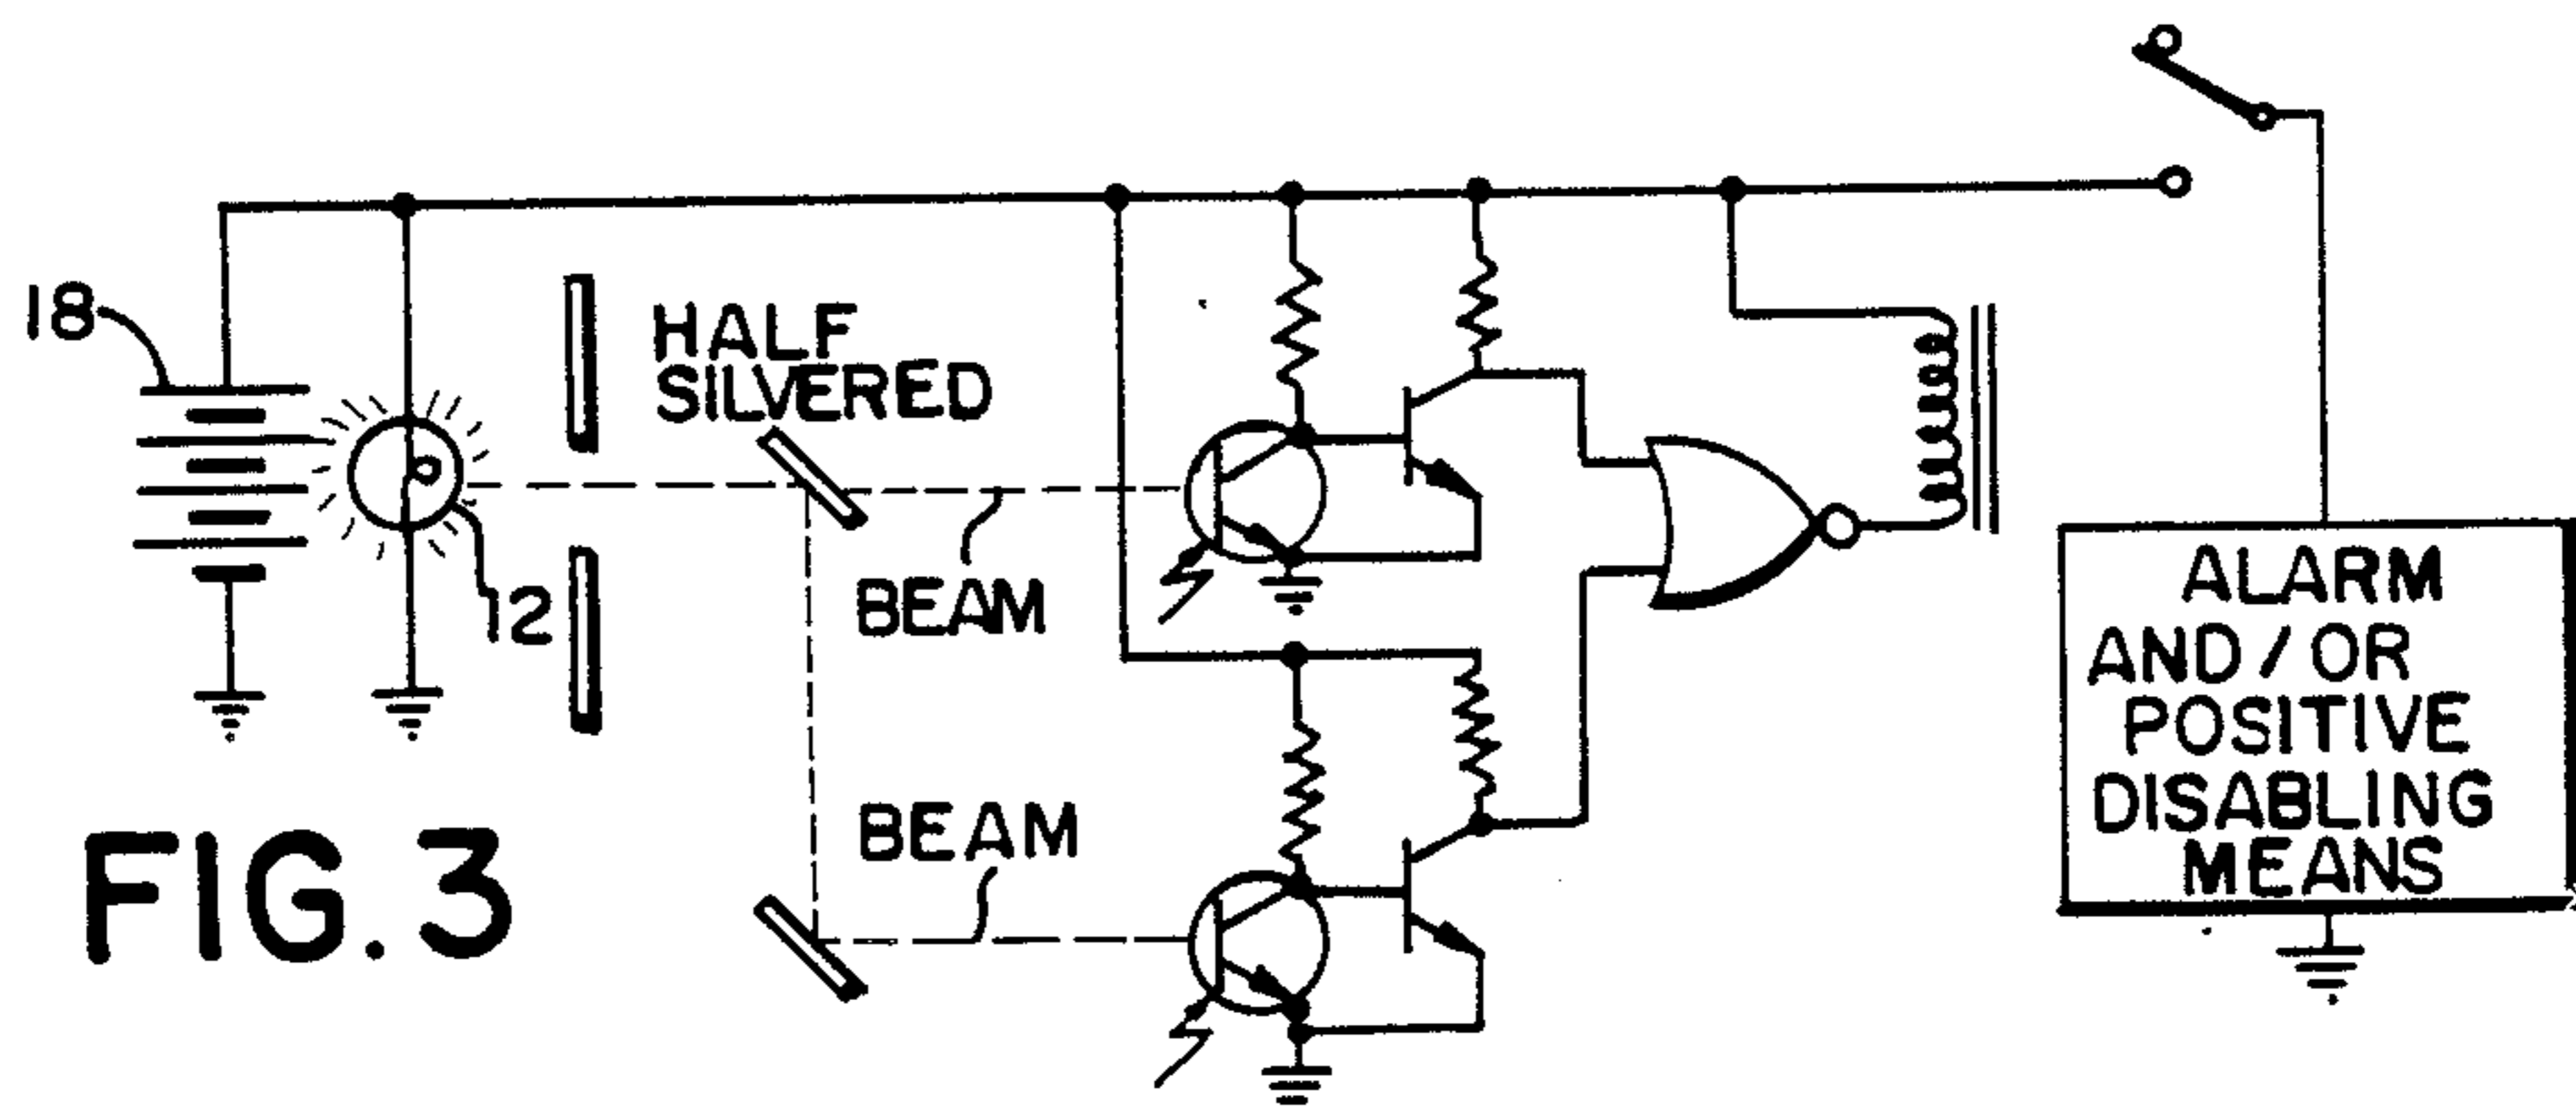 18
HALF
SILVERED
12
BEAM
BEAM
ALARM
AND/OR
POSITIVE
DISABLING
MEANS
FIG. 3